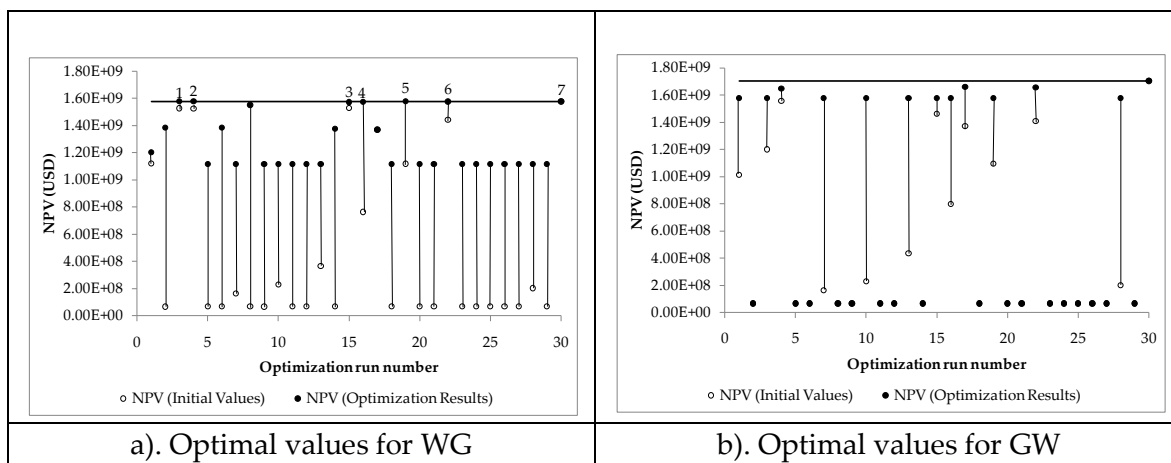 1.80E+09
1.60E+09
1.40E+09
1.20E+09
1.00E+09
8.00E+08
6.00E+08
4.00E+08
2.00E+08
0.00E+00
NPV (USD)
1 2 3 4 5 6 7
0 5 10 15 20 25 30
Optimization run number
NPV (Initial Values) NPV (Optimization Results)
a). Optimal values for WG
1.80E+09
1.60E+09
1.40E+09
1.20E+09
1.00E+09
8.00E+08
6.00E+08
4.00E+08
2.00E+08
0.00E+00
NPV (USD)
0 5 10 15 20 25 30
Optimization run number
NPV (Initial Values) NPV (Optimization Results)
b). Optimal values for GW